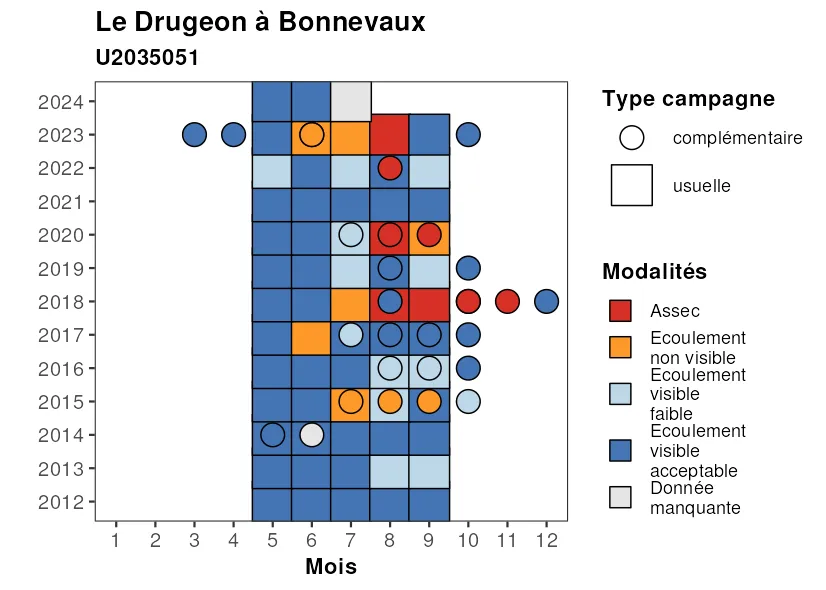 Le Drugeon à Bonnevaux
U2035051
2024
2023
2022
2021
2020
2019
2018
2017
2016
2015
2014
2013
2012
1 2 3 4 5 6 7 8 9 10 11 12
Mois
Type campagne
complémentaire
usuelle
Modalités
Assec
Ecoulement
non visible
Ecoulement
visible
faible
Ecoulement
visible
acceptable
Donnée
manquante